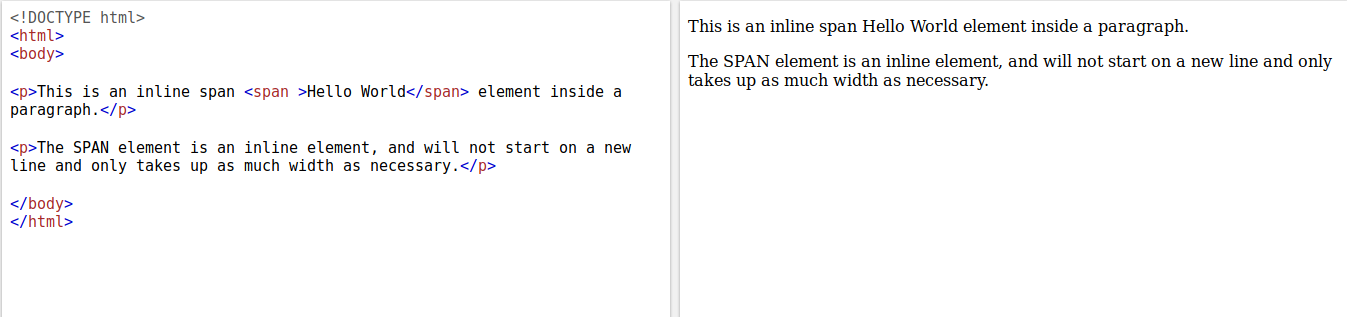 <!DOCTYPE html>
<html>
<body>
<p>This is an inline span <span >Hello World</span> element inside a
paragraph.</p>
<p>The SPAN element is an inline element, and will not start on a new
line and only takes up as much width as necessary.</p>
</body>
</html>
This is an inline span Hello World element inside a paragraph.
The SPAN element is an inline element, and will not start on a new line and only
takes up as much width as necessary.